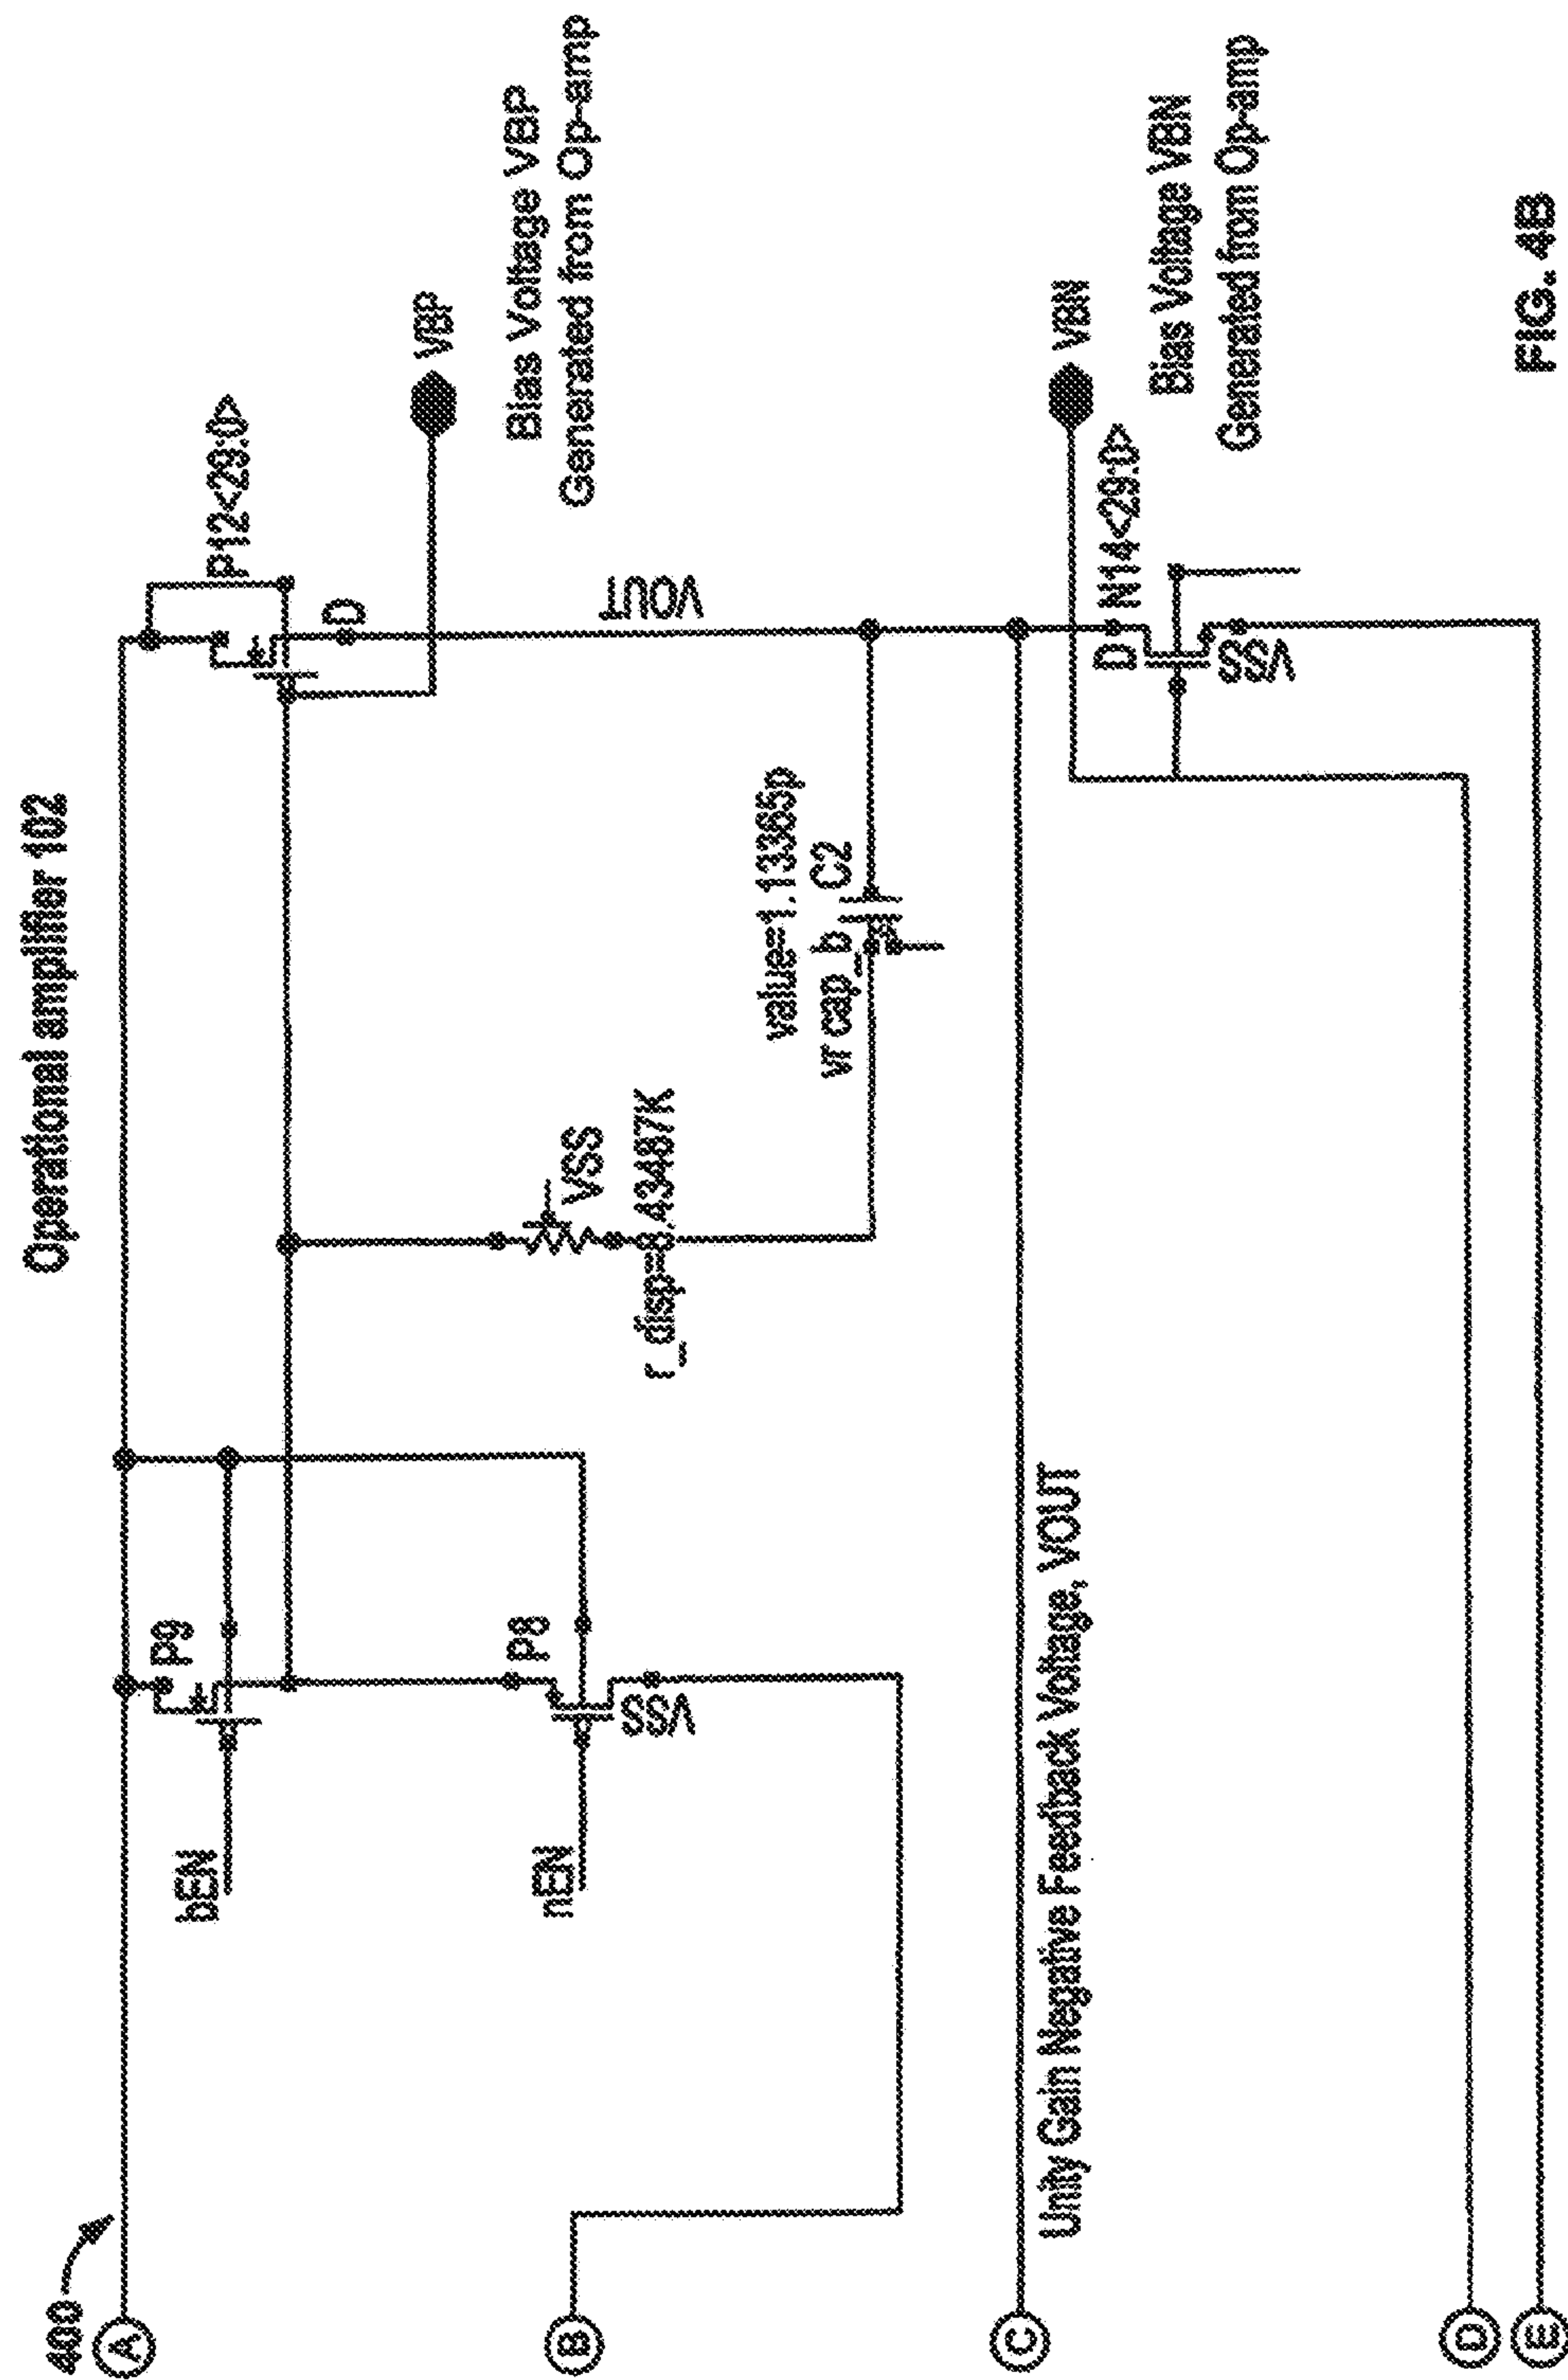 Operational amplifier 102
400
A
P9
bEN
P12<29:0>
D
VBP
Bias Voltage VBP
Generated from Op-amp
P8
nEN
VSS
VSS
r_disp=8.43487K
VOUT
value=1.1365p
vr cap_b C2
B
C
Unity Gain Negative Feedback Voltage, VOUT
VBN
D N14<29:0>
VSS
Bias Voltage VBN
Generated from Op-amp
D
E
FIG. 4B